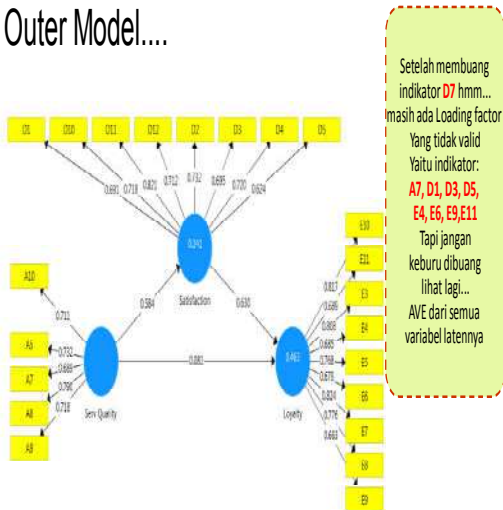 Outer Model....
Setelah membuang
indikator D7 hmm...
masih ada Loading factor
Yang tidak valid
Yaitu indikator:
A7, D1, D3, D5,
E4, E6, E9,E11
Tapi jangan
keburu dibuang
lihat lagi...
AVE dari semua
variabel latennya
D1 D10 D11 D12 D2 D3 D4 D5
0.691 0.718 0.821 0.712 0.732 0.695 0.720 0.624
0.341
Satisfaction
A10
A6
A7
A8
A9
0.711
0.732
0.688
0.790
0.718
Serv Quality
0.584
0.630
0.081
0.463
Loyalty
0.817
0.686
0.808
0.685
0.768
0.673
0.824
0.776
0.663
E10
E11
E3
E4
E5
E6
E7
E8
E9